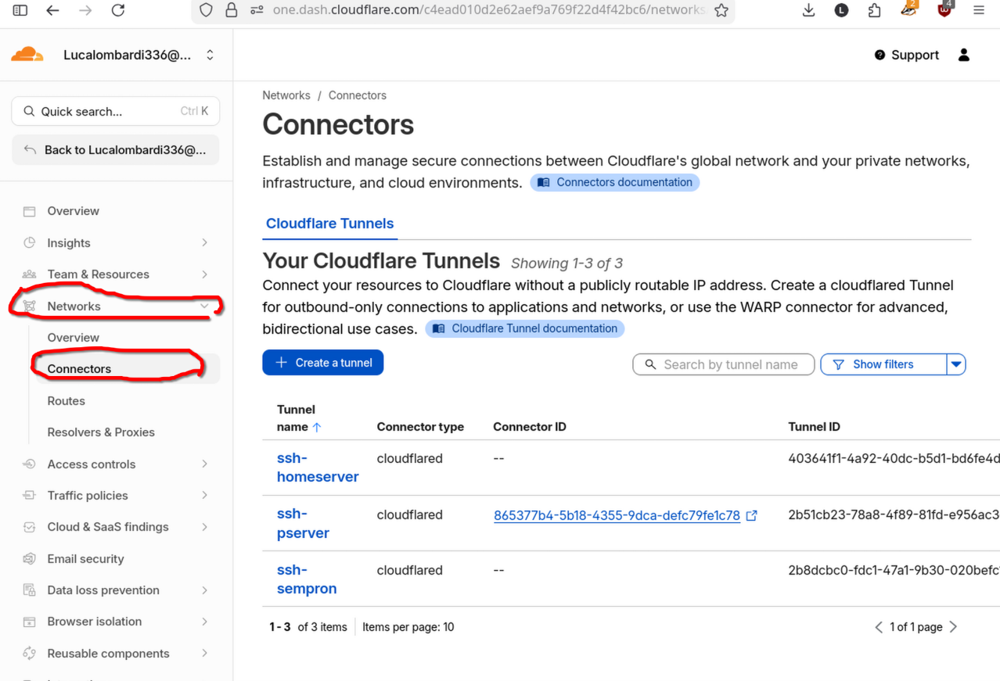 one.dash.cloudflare.com/c4ead010d2e62aef9a769f22d4f42bc6/networks
L
2
4
Lucalombardi336@...
Support
Quick search...
Ctrl K
Back to Lucalombardi336@...
Overview
Insights
Team & Resources
Networks
Overview
Connectors
Routes
Resolvers & Proxies
Access controls
Traffic policies
Cloud & SaaS findings
Email security
Data loss prevention
Browser isolation
Reusable components
Networks / Connectors
Connectors
Establish and manage secure connections between Cloudflare's global network and your private networks,
infrastructure, and cloud environments. Connectors documentation
Cloudflare Tunnels
Your Cloudflare Tunnels Showing 1-3 of 3
Connect your resources to Cloudflare without a publicly routable IP address. Create a cloudflared Tunnel
for outbound-only connections to applications and networks, or use the WARP connector for advanced,
bidirectional use cases. Cloudflare Tunnel documentation
Create a tunnel
Search by tunnel name
Show filters
Tunnel
name Connector type Connector ID Tunnel ID
ssh- cloudflared -- 403641f1-4a92-40dc-b5d1-bd6fe4d
homeserver
ssh- cloudflared 865377b4-5b18-4355-9dca-defc79fe1c78 2b51cb23-78a8-4f89-81fd-e956ac3
pserver
ssh- cloudflared -- 2b8dcbc0-fdc1-47a1-9b30-020befc
sempron
1 - 3 of 3 items Items per page: 10 1 of 1 page